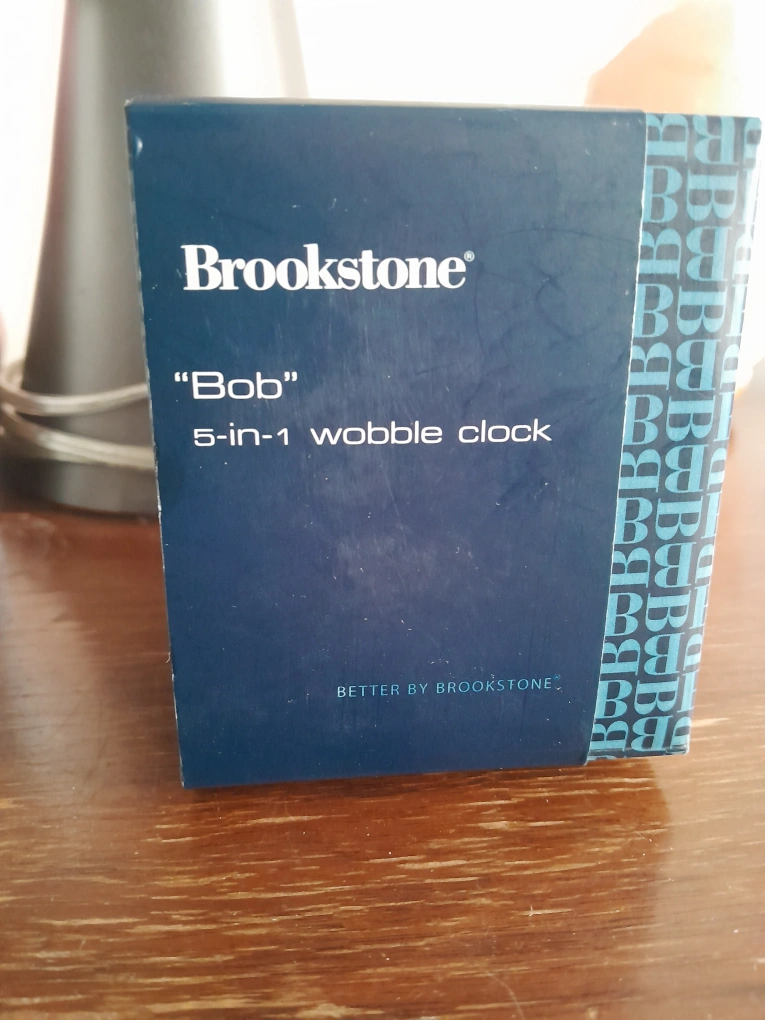 Brookstone®
“Bob”
5-in-1 wobble clock
BETTER BY BROOKSTONE®